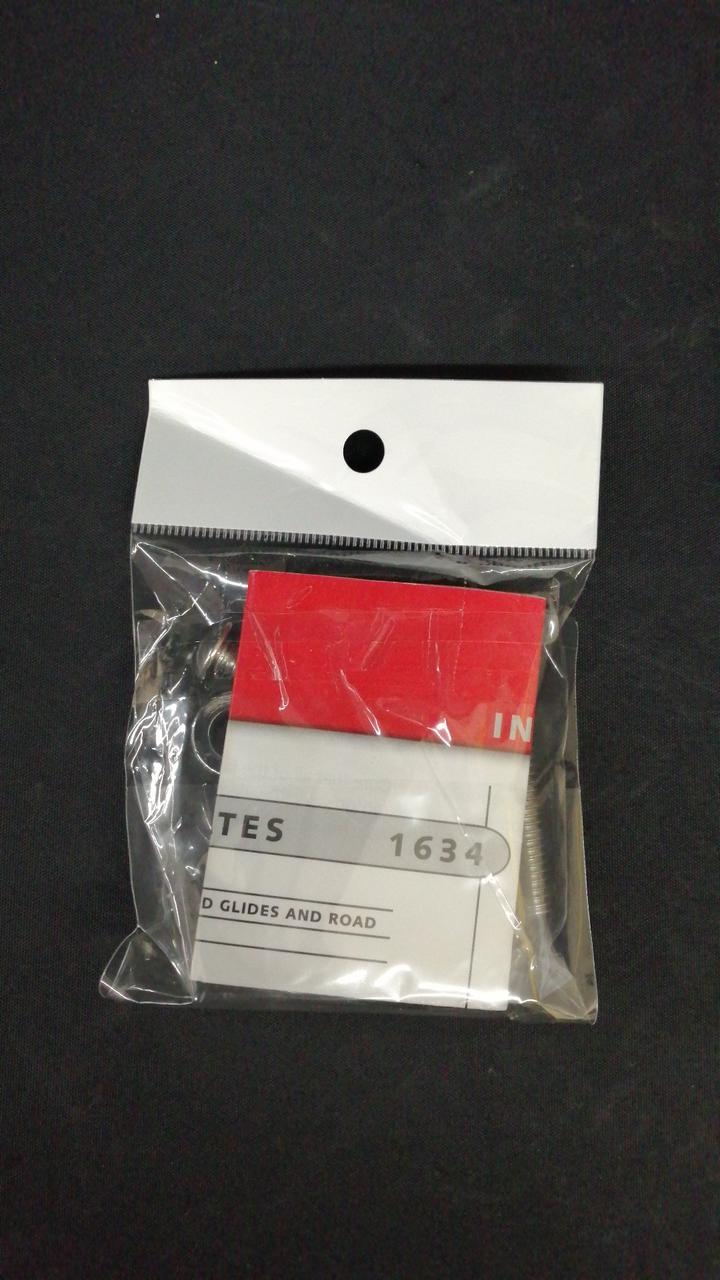 IN
TES 1634
D GLIDES AND ROAD